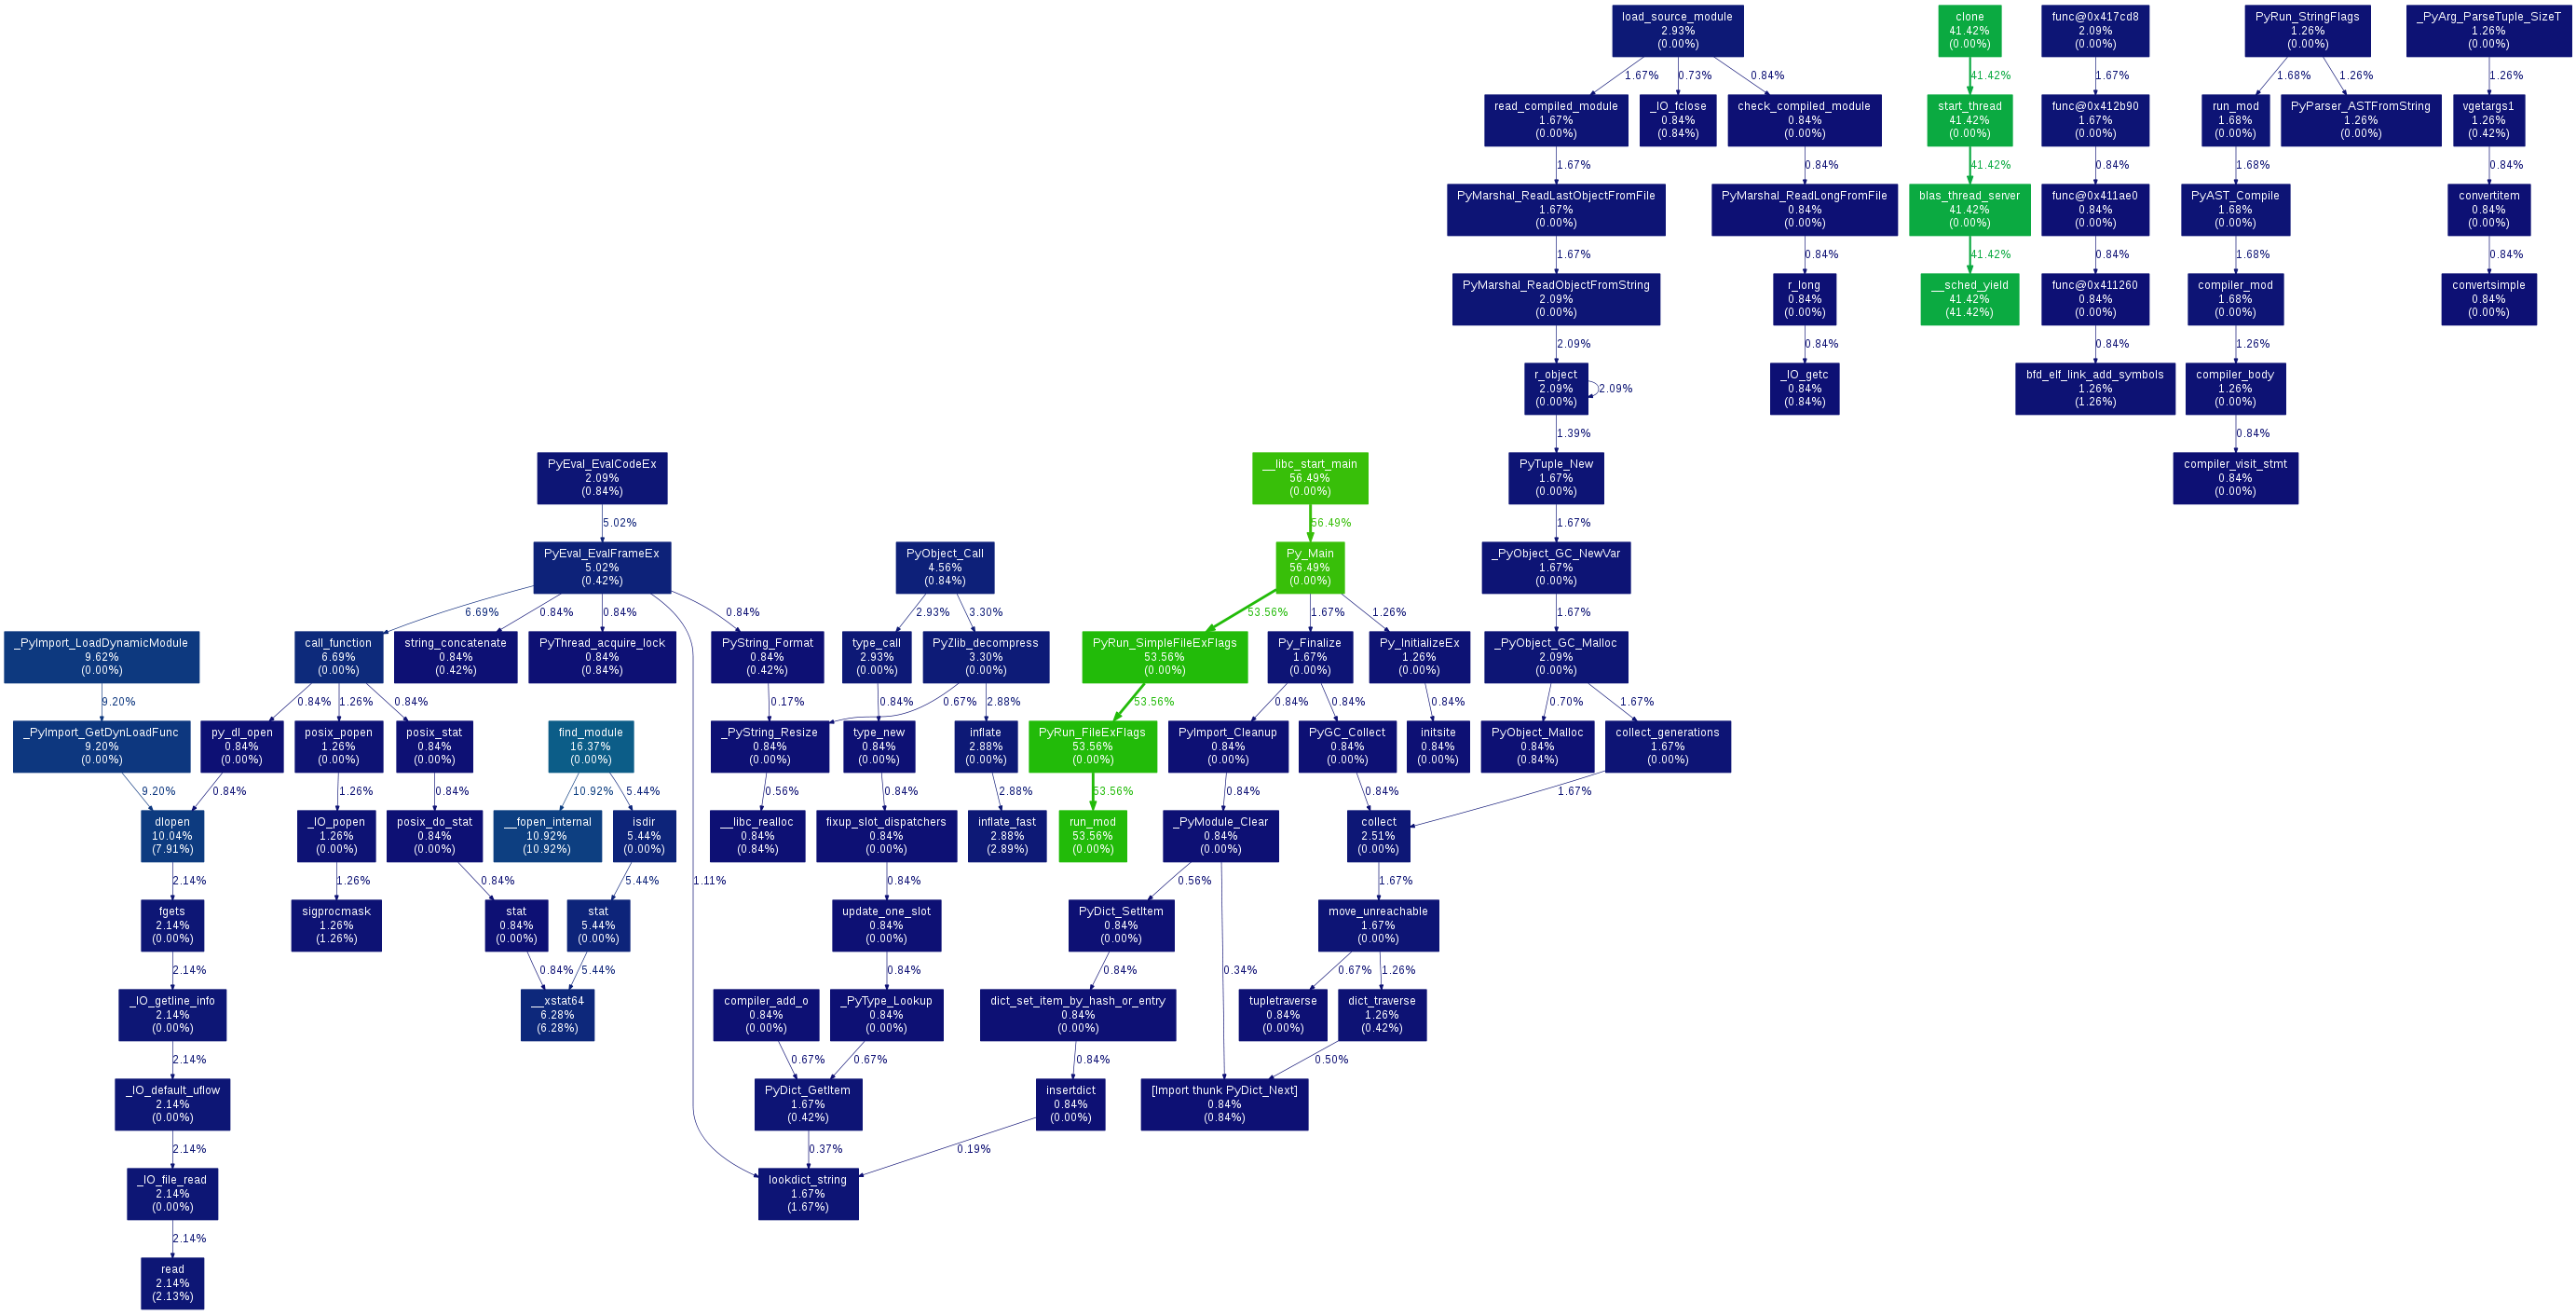 load_source_module
2.93%
(0.00%)
clone
41.42%
(0.00%)
func@0x417cd8
2.09%
(0.00%)
PyRun_StringFlags
1.26%
(0.00%)
_PyArg_ParseTuple_SizeT
1.26%
(0.00%)
1.67%
0.73%
0.84%
41.42%
1.67%
1.68%
1.26%
1.26%
read_compiled_module
1.67%
(0.00%)
_IO_fclose
0.84%
(0.84%)
check_compiled_module
0.84%
(0.00%)
start_thread
41.42%
(0.00%)
func@0x412b90
1.67%
(0.00%)
run_mod
1.68%
(0.00%)
PyParser_ASTFromString
1.26%
(0.00%)
vgetargs1
1.26%
(0.42%)
1.67%
0.84%
41.42%
0.84%
1.68%
0.84%
PyMarshal_ReadLastObjectFromFile
1.67%
(0.00%)
PyMarshal_ReadLongFromFile
0.84%
(0.00%)
blas_thread_server
41.42%
(0.00%)
func@0x411ae0
0.84%
(0.00%)
PyAST_Compile
1.68%
(0.00%)
convertitem
0.84%
(0.00%)
1.67%
0.84%
41.42%
0.84%
1.68%
0.84%
PyMarshal_ReadObjectFromString
2.09%
(0.00%)
r_long
0.84%
(0.00%)
__sched_yield
41.42%
(41.42%)
func@0x411260
0.84%
(0.00%)
compiler_mod
1.68%
(0.00%)
convertsimple
0.84%
(0.00%)
2.09%
0.84%
0.84%
1.26%
r_object
2.09%
(0.00%)
2.09%
_IO_getc
0.84%
(0.84%)
bfd_elf_link_add_symbols
1.26%
(1.26%)
compiler_body
1.26%
(0.00%)
1.39%
0.84%
PyEval_EvalCodeEx
2.09%
(0.84%)
__libc_start_main
56.49%
(0.00%)
PyTuple_New
1.67%
(0.00%)
compiler_visit_stmt
0.84%
(0.00%)
5.02%
56.49%
1.67%
PyEval_EvalFrameEx
5.02%
(0.42%)
PyObject_Call
4.56%
(0.84%)
Py_Main
56.49%
(0.00%)
_PyObject_GC_NewVar
1.67%
(0.00%)
6.69%
0.84%
0.84%
0.84%
2.93%
3.30%
53.56%
1.67%
1.26%
1.67%
_PyImport_LoadDynamicModule
9.62%
(0.00%)
call_function
6.69%
(0.00%)
string_concatenate
0.84%
(0.42%)
PyThread_acquire_lock
0.84%
(0.84%)
PyString_Format
0.84%
(0.42%)
type_call
2.93%
(0.00%)
PyZlib_decompress
3.30%
(0.00%)
PyRun_SimpleFileExFlags
53.56%
(0.00%)
Py_Finalize
1.67%
(0.00%)
Py_InitializeEx
1.26%
(0.00%)
_PyObject_GC_Malloc
2.09%
(0.00%)
9.20%
0.84%
1.26%
0.84%
0.17%
0.84%
0.67%
2.88%
53.56%
0.84%
0.84%
0.84%
0.70%
1.67%
_PyImport_GetDynLoadFunc
9.20%
(0.00%)
py_dl_open
0.84%
(0.00%)
posix_popen
1.26%
(0.00%)
posix_stat
0.84%
(0.00%)
find_module
16.37%
(0.00%)
_PyString_Resize
0.84%
(0.00%)
type_new
0.84%
(0.00%)
inflate
2.88%
(0.00%)
PyRun_FileExFlags
53.56%
(0.00%)
PyImport_Cleanup
0.84%
(0.00%)
PyGC_Collect
0.84%
(0.00%)
initsite
0.84%
(0.00%)
PyObject_Malloc
0.84%
(0.84%)
collect_generations
1.67%
(0.00%)
9.20%
0.84%
1.26%
0.84%
10.92%
5.44%
0.56%
0.84%
2.88%
53.56%
0.84%
0.84%
1.67%
dlopen
10.04%
(7.91%)
_IO_popen
1.26%
(0.00%)
posix_do_stat
0.84%
(0.00%)
__fopen_internal
10.92%
(10.92%)
isdir
5.44%
(0.00%)
__libc_realloc
0.84%
(0.84%)
fixup_slot_dispatchers
0.84%
(0.00%)
inflate_fast
2.88%
(2.89%)
run_mod
53.56%
(0.00%)
_PyModule_Clear
0.84%
(0.00%)
collect
2.51%
(0.00%)
2.14%
1.26%
0.84%
5.44%
1.11%
0.84%
0.56%
1.67%
fgets
2.14%
(0.00%)
sigprocmask
1.26%
(1.26%)
stat
0.84%
(0.00%)
stat
5.44%
(0.00%)
update_one_slot
0.84%
(0.00%)
PyDict_SetItem
0.84%
(0.00%)
move_unreachable
1.67%
(0.00%)
2.14%
0.84%
5.44%
0.84%
0.84%
0.34%
0.67%
1.26%
_IO_getline_info
2.14%
(0.00%)
__xstat64
6.28%
(6.28%)
compiler_add_o
0.84%
(0.00%)
_PyType_Lookup
0.84%
(0.00%)
dict_set_item_by_hash_or_entry
0.84%
(0.00%)
tupletraverse
0.84%
(0.00%)
dict_traverse
1.26%
(0.42%)
2.14%
0.67%
0.67%
0.84%
0.50%
_IO_default_uflow
2.14%
(0.00%)
PyDict_GetItem
1.67%
(0.42%)
insertdict
0.84%
(0.00%)
[Import thunk PyDict_Next]
0.84%
(0.84%)
2.14%
0.37%
0.19%
_IO_file_read
2.14%
(0.00%)
lookdict_string
1.67%
(1.67%)
2.14%
read
2.14%
(2.13%)